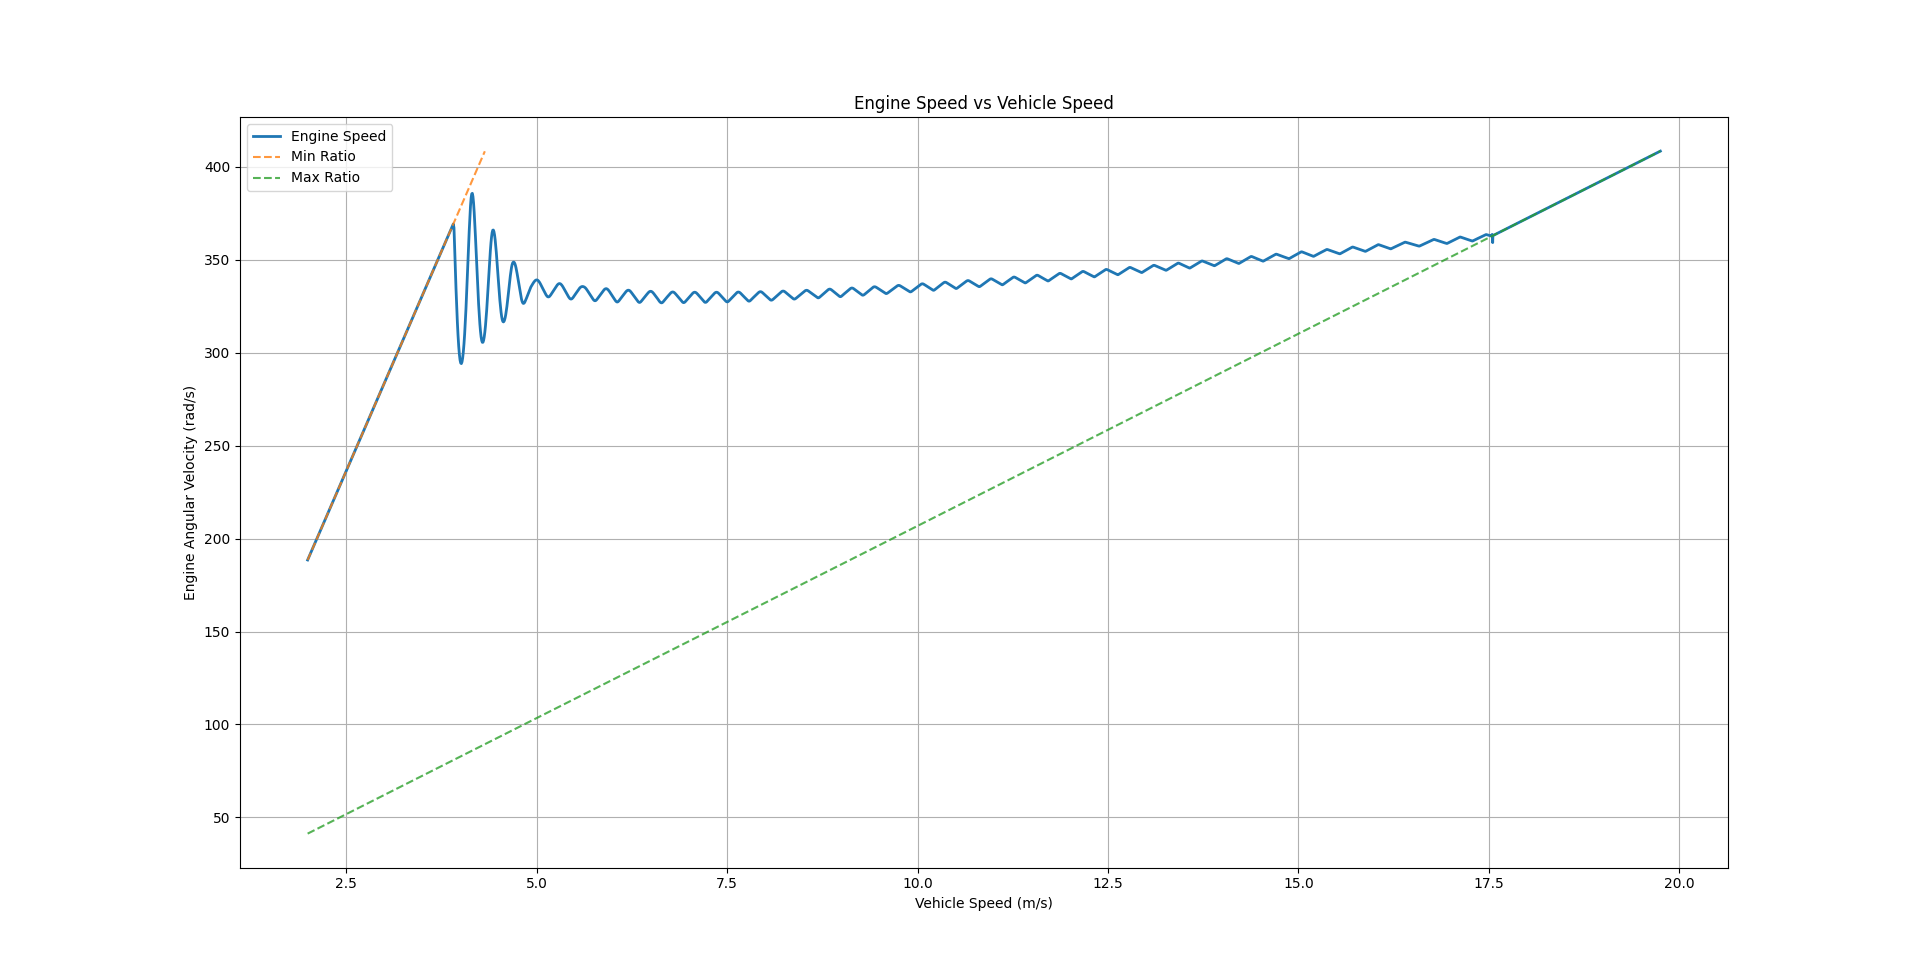 Engine Speed vs Vehicle Speed
Engine Speed
Min Ratio
Max Ratio
Engine Angular Velocity (rad/s)
400
350
300
250
200
150
100
50
2.5 5.0 7.5 10.0 12.5 15.0 17.5 20.0
Vehicle Speed (m/s)